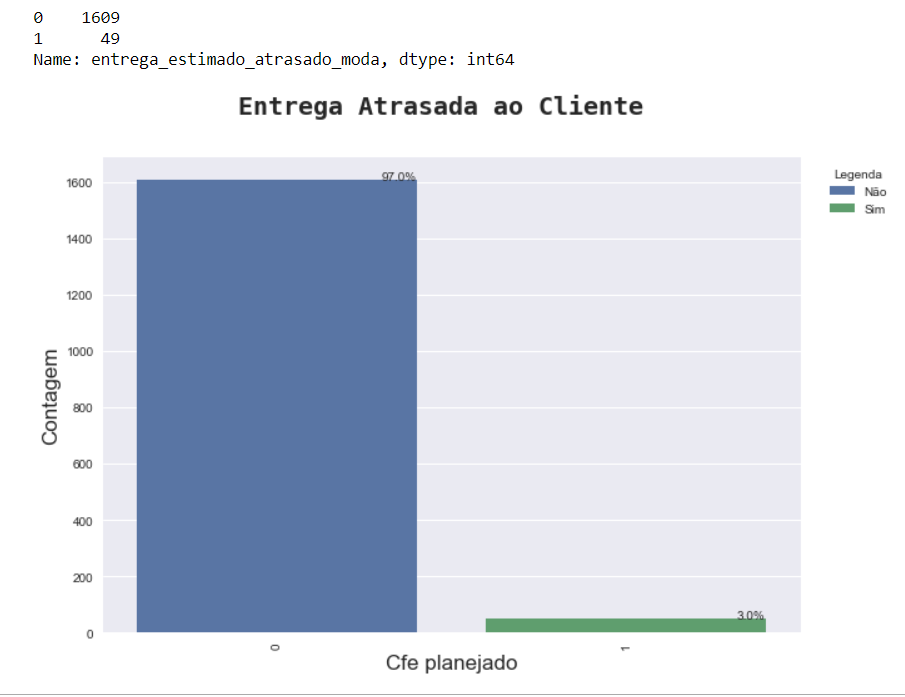 0    1609
1      49
Name: entrega_estimado_atrasado_moda, dtype: int64
Entrega Atrasada ao Cliente
97.0%
Legenda
Não
Sim
1600
1400
1200
1000
800
600
400
200
0
Contagem
3.0%
0
1
Cfe planejado